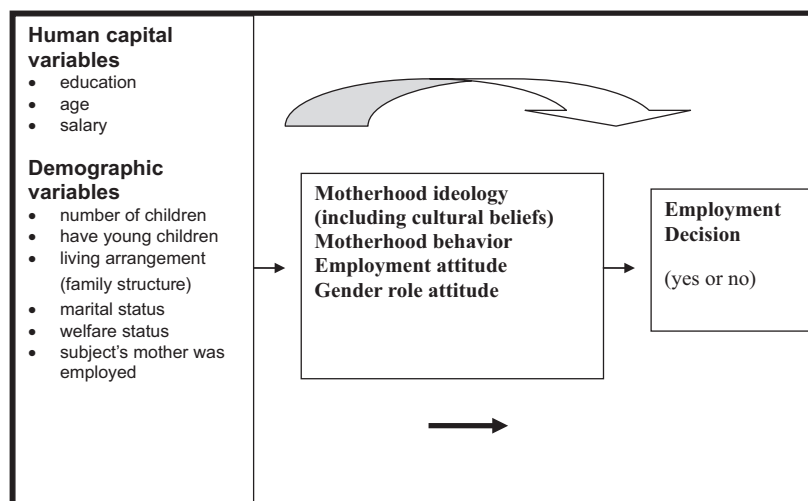 Human capital
variables
• education
• age
• salary
Demographic
variables
• number of children
• have young children
• living arrangement
(family structure)
• marital status
• welfare status
• subject's mother was
employed
Motherhood ideology
(including cultural beliefs)
Motherhood behavior
Employment attitude
Gender role attitude
Employment
Decision
(yes or no)